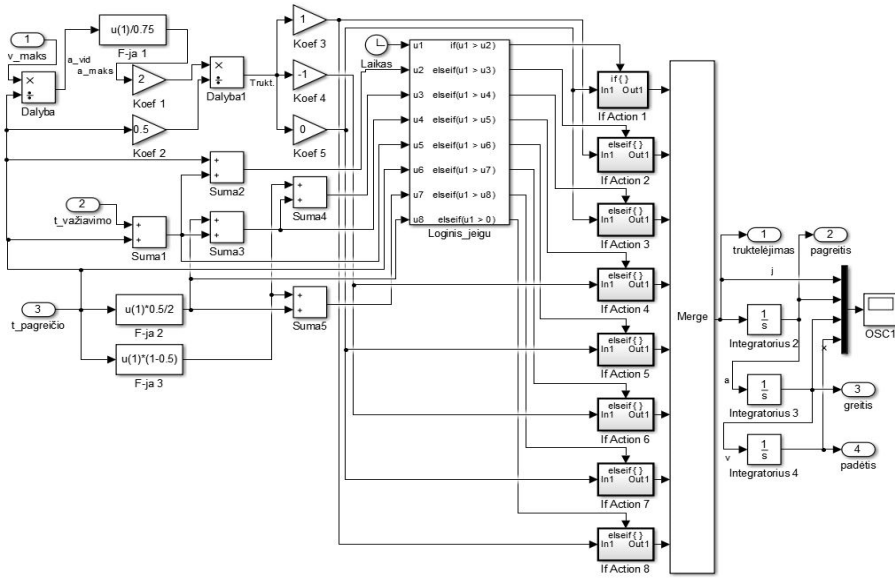 1
v_maks
×
÷
Dalyba
a_vid
u(1)/0.75
F-ja 1
a_maks
2
Koef 1
0.5
Koef 2
×
÷
Dalyba1
Trukt.
1
Koef 3
-1
Koef 4
0
Koef 5
Laikas
u1 if(u1 > u2)
u2 elseif(u1 > u3)
u3 elseif(u1 > u4)
u4 elseif(u1 > u5)
u5 elseif(u1 > u6)
u6 elseif(u1 > u7)
u7 elseif(u1 > u8)
u8 elseif(u1 > 0)
Loginis_jeigu
2
t_važiavimo
+
+
Suma1
+
+
Suma2
+
+
Suma3
+
+
Suma4
3
t_pagreičio
u(1)*0.5/2
F-ja 2
u(1)*(1-0.5)
F-ja 3
+
+
Suma5
if { }
In1 Out1
If Action 1
elseif { }
In1 Out1
If Action 2
elseif { }
In1 Out1
If Action 3
elseif { }
In1 Out1
If Action 4
elseif { }
In1 Out1
If Action 5
elseif { }
In1 Out1
If Action 6
elseif { }
In1 Out1
If Action 7
elseif { }
In1 Out1
If Action 8
Merge
1
truktelėjimas
2
pagreitis
j
1
s
Integratorius 2
OSC1
x
a
1
s
Integratorius 3
3
greitis
v
1
s
Integratorius 4
4
padėtis